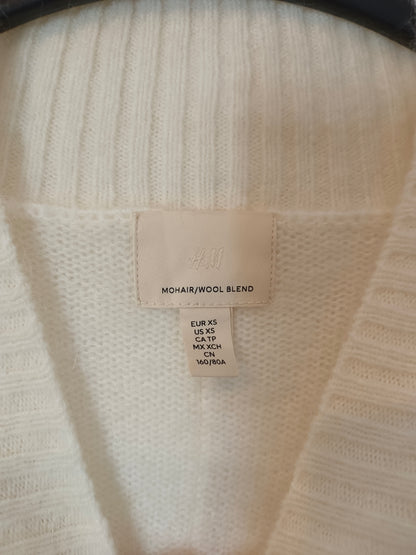 H&M
MOHAIR/WOOL BLEND
EUR XS
US XS
CA TP
MX XCH
CN
160/80A